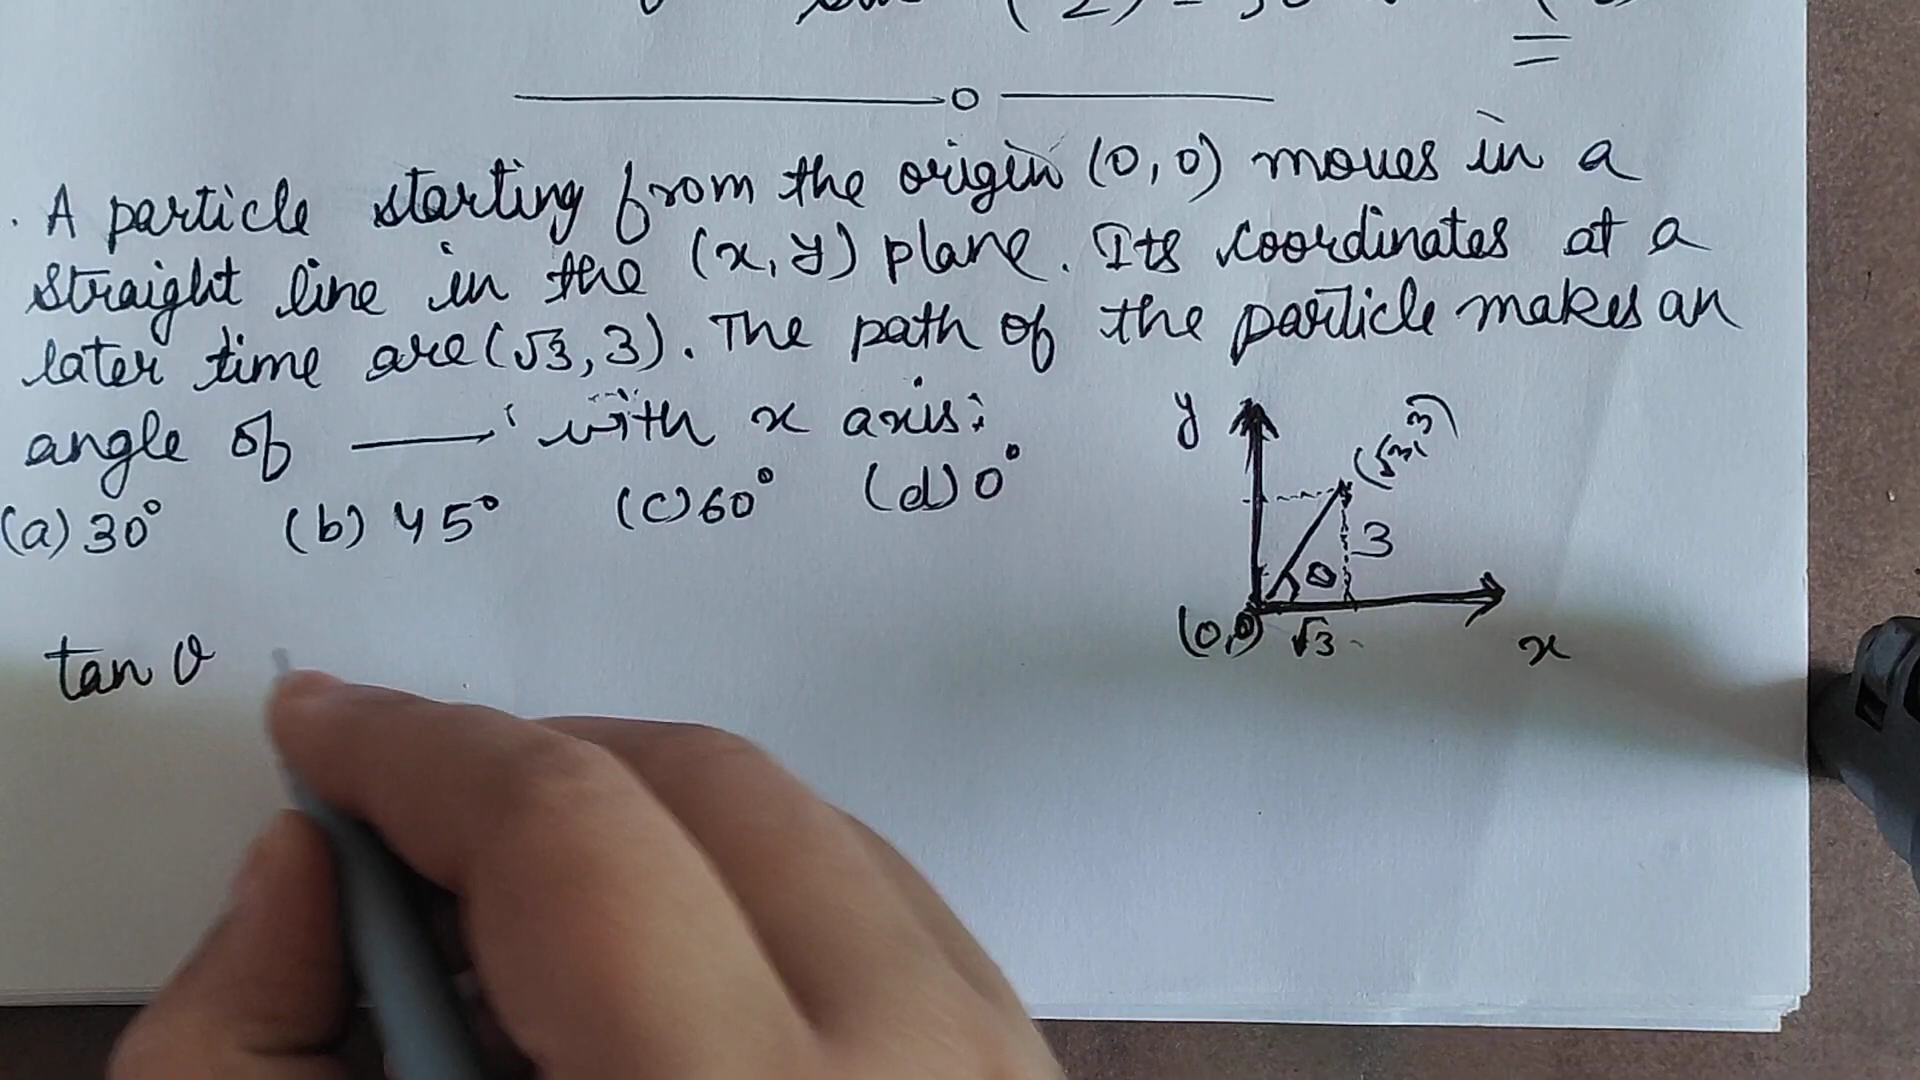 . A particle starting from the origin (0,0) moves in a
straight line in the (x, y) plane. Its coordinates at a
later time are (√3, 3). The path of the particle makes an
angle of ——— with x axis:
(a) 30° (b) 45° (c) 60° (d) 0°
y
(√3, 3)
3
θ
(0,0) √3
x
tan θ